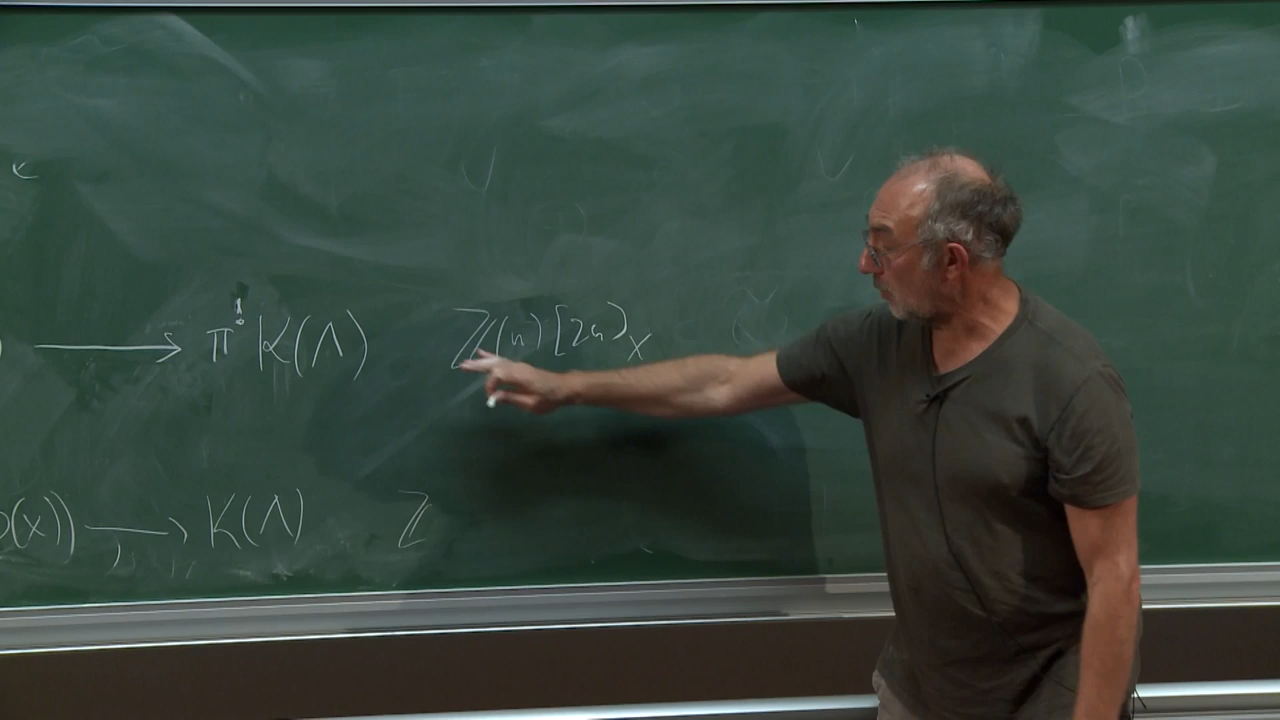 ⟶ π^! K(Λ) ℤ(n)[2n)_X
(x)) ⟶ K(Λ) ℤ